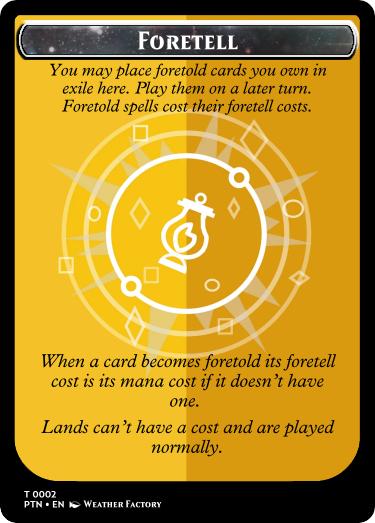 Foretell
You may place foretold cards you own in
exile here. Play them on a later turn.
Foretold spells cost their foretell costs.
When a card becomes foretold its foretell
cost is its mana cost if it doesn't have
one.
Lands can't have a cost and are played
normally.
T 0002
PTN • EN Weather Factory